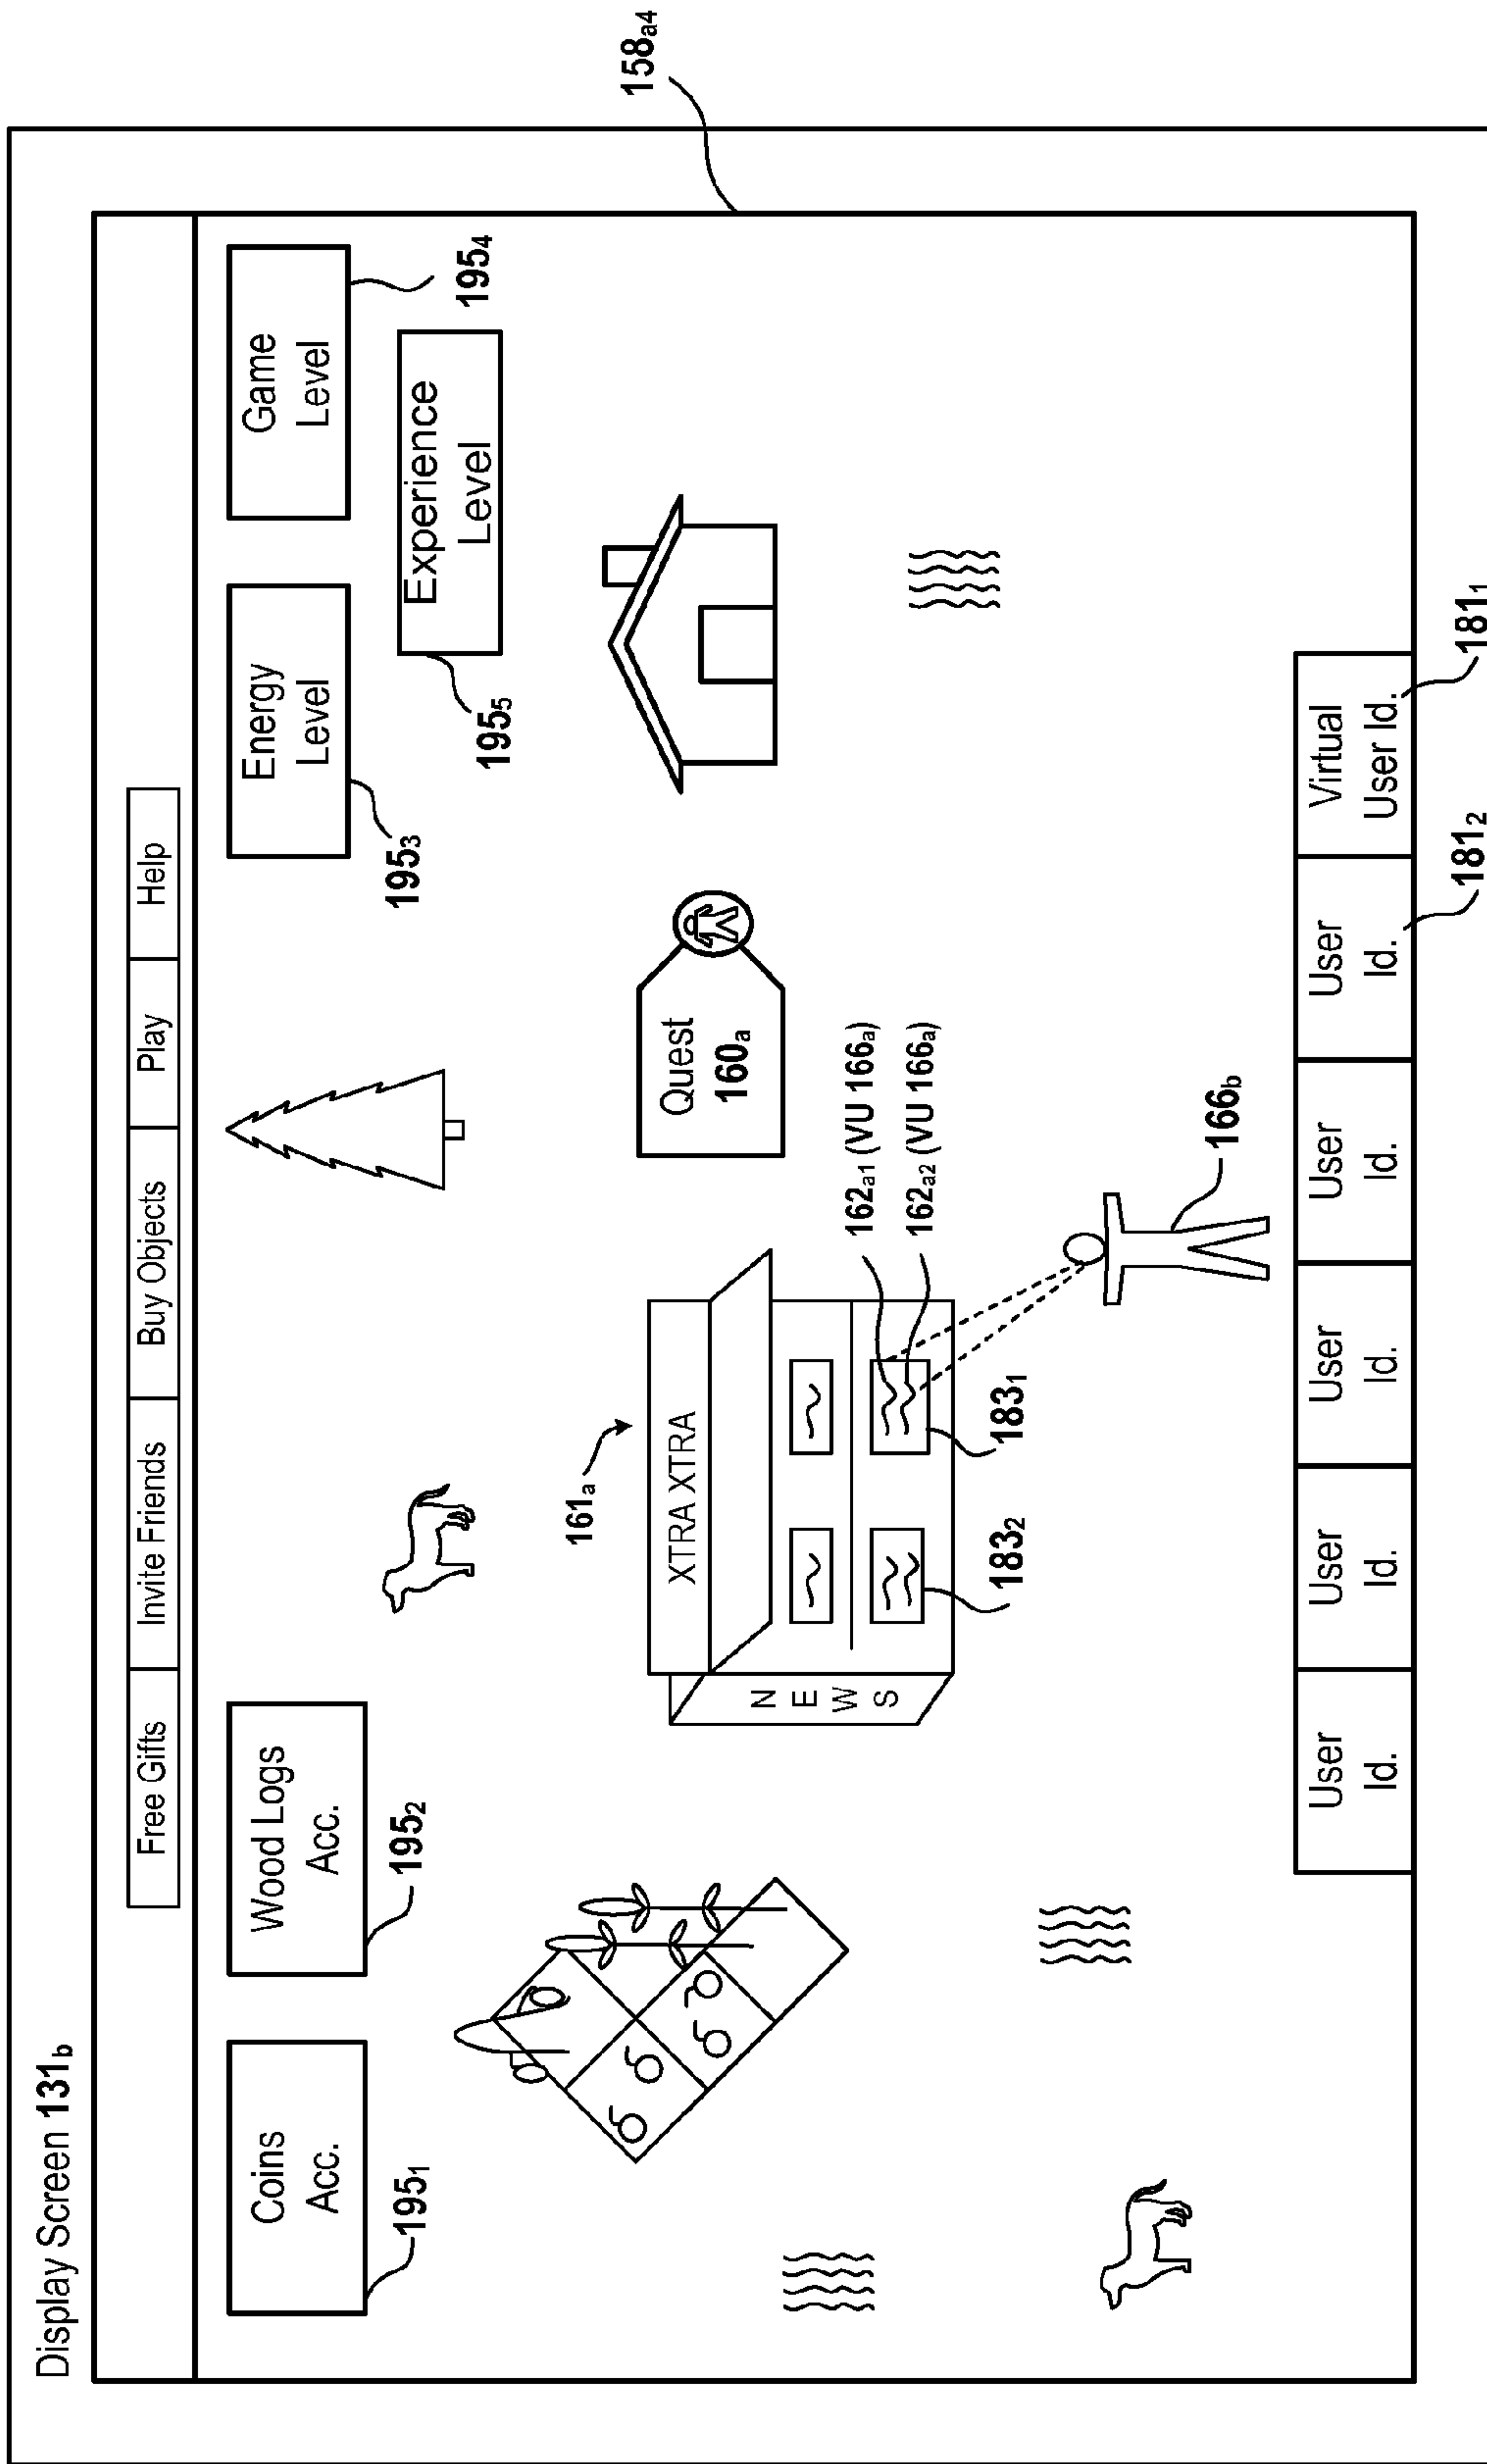 Display Screen 131b
158a4
Free Gifts
Invite Friends
Buy Objects
Play
Help
Coins
Acc.
1951
Wood Logs
Acc.
1952
Energy
Level
1953
Game
Level
1954
Experience
Level
1955
161a
XTRA XTRA
N
E
W
S
1832
1831
Quest
160a
162a1 (VU 166a)
162a2 (VU 166a)
166b
User
Id.
User
Id.
User
Id.
User
Id.
User
Id.
Virtual
User Id.
1812
1811